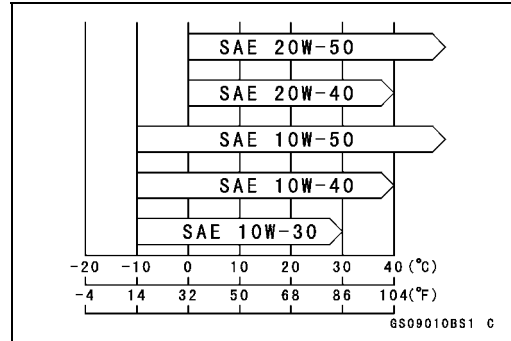 SAE 20W-50
SAE 20W-40
SAE 10W-50
SAE 10W-40
SAE 10W-30
-20 -10 0 10 20 30 40 (°C)
-4 14 32 50 68 86 104(°F)
GS09010BS1 C